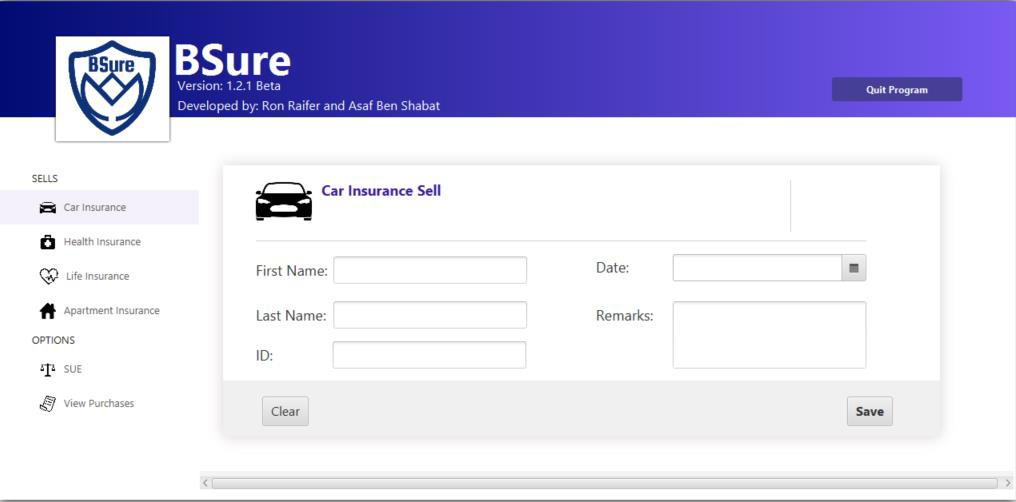 BSure
BSure
Version: 1.2.1 Beta
Developed by: Ron Raifer and Asaf Ben Shabat
Quit Program
SELLS
Car Insurance
Health Insurance
Life Insurance
Apartment Insurance
OPTIONS
SUE
View Purchases
Car Insurance Sell
First Name:
Date:
Last Name:
Remarks:
ID:
Clear
Save